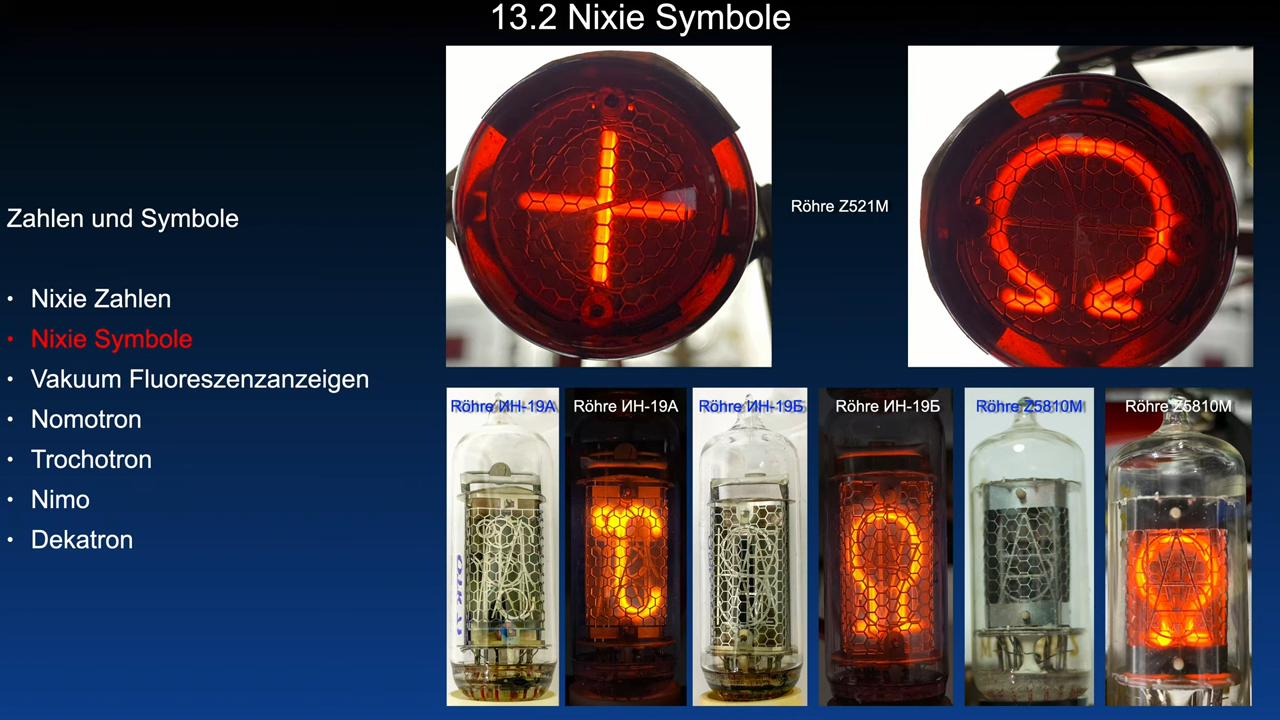 13.2 Nixie Symbole
Zahlen und Symbole
• Nixie Zahlen
• Nixie Symbole
• Vakuum Fluoreszenzanzeigen
• Nomotron
• Trochotron
• Nimo
• Dekatron
Röhre Z521M
Röhre ИН-19А
Röhre ИН-19А
Röhre ИН-19Б
Röhre ИН-19Б
Röhre Z5810M
Röhre Z5810M